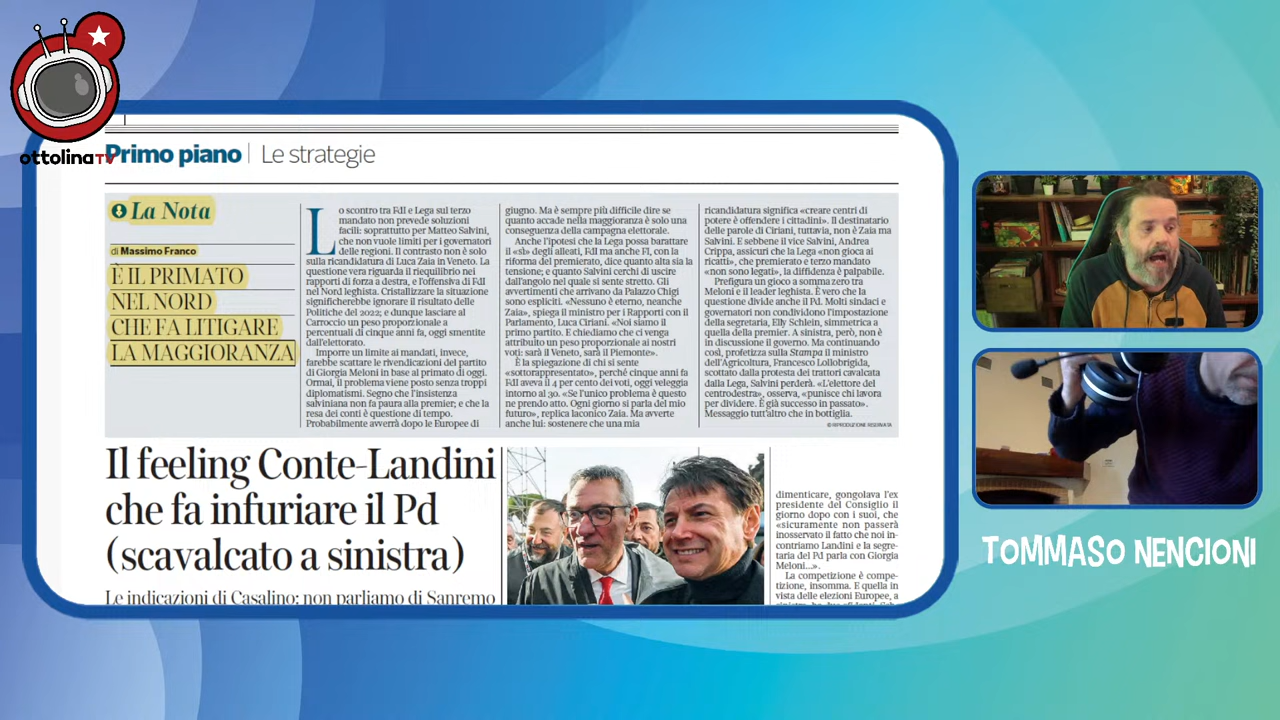 ottolinaTV
Primo piano | Le strategie
La Nota
di Massimo Franco
È IL PRIMATO
NEL NORD
CHE FA LITIGARE
LA MAGGIORANZA
Lo scontro tra FdI e Lega sul terzo
mandato non prevede soluzioni
facili: soprattutto per Matteo Salvini,
che non vuole limiti per i governatori
delle regioni. Il contrasto non è solo
sulla ricandidatura di Luca Zaia in Veneto. La
questione vera riguarda il riequilibrio nei
rapporti di forza a destra, e l'offensiva di FdI
nel Nord leghista. Cristallizzare la situazione
significherebbe ignorare il risultato delle
Politiche del 2022; e dunque lasciare al
Carroccio un peso proporzionale a
percentuali di cinque anni fa, oggi smentite
dall'elettorato.
Imporre un limite ai mandati, invece,
farebbe scattare le rivendicazioni del partito
di Giorgia Meloni in base al primato di oggi.
Ormai, il problema viene posto senza troppi
diplomatismi. Segno che l'insistenza
salviniana non fa paura alla premier; e che la
resa dei conti è questione di tempo.
Probabilmente avverrà dopo le Europee di
giugno. Ma è sempre più difficile dire se
quanto accade nella maggioranza è solo una
conseguenza della campagna elettorale.
Anche l'ipotesi che la Lega possa barattare
il «sì» degli alleati, FdI ma anche FI, con la
riforma del premierato, dice quanto alta sia la
tensione; e quanto Salvini cerchi di uscire
dall'angolo nel quale si sente stretto. Gli
avvertimenti che arrivano da Palazzo Chigi
sono espliciti. «Nessuno è eterno, neanche
Zaia», spiega il ministro per i Rapporti con il
Parlamento, Luca Ciriani. «Noi siamo il
primo partito. E chiediamo che ci venga
attribuito un peso proporzionale ai nostri
voti: sarà il Veneto, sarà il Piemonte».
È la spiegazione di chi si sente
«sottorappresentato», perché cinque anni fa
FdI aveva il 4 per cento dei voti, oggi veleggia
intorno al 30. «Se l'unico problema è questo
ne prendo atto. Ogni giorno si parla del mio
futuro», replica laconico Zaia. Ma avverte
anche lui: sostenere che una mia
ricandidatura significa «creare centri di
potere è offendere i cittadini». Il destinatario
delle parole di Ciriani, tuttavia, non è Zaia ma
Salvini. E sebbene il vice Salvini, Andrea
Crippa, assicuri che la Lega «non gioca ai
ricatti», che premierato e terzo mandato
«non sono legati», la diffidenza è palpabile.
Prefigura un gioco a somma zero tra
Meloni e il leader leghista. È vero che la
questione divide anche il Pd. Molti sindaci e
governatori non condividono l'impostazione
della segretaria, Elly Schlein, simmetrica a
quella della premier. A sinistra, però, non è
in discussione il governo. Ma continuando
così, profetizza sulla Stampa il ministro
dell'Agricoltura, Francesco Lollobrigida,
scottato dalla protesta dei trattori cavalcata
dalla Lega, Salvini perderà. «L'elettore del
centrodestra», osserva, «punisce chi lavora
per dividere. È già successo in passato».
Messaggio tutt'altro che in bottiglia.
© RIPRODUZIONE RISERVATA
Il feeling Conte-Landini
che fa infuriare il Pd
(scavalcato a sinistra)
Le indicazioni di Casalino: non parliamo di Sanremo
dimenticare, gongolava l'ex
presidente del Consiglio il
giorno dopo con i suoi, che
«sicuramente non passerà
inosservato il fatto che noi in-
contriamo Landini e la segre-
taria del Pd parla con Giorgia
Meloni...».
La competizione è compe-
tizione, insomma. E quella in
vista delle elezioni Europee, a
TOMMASO NENCIONI